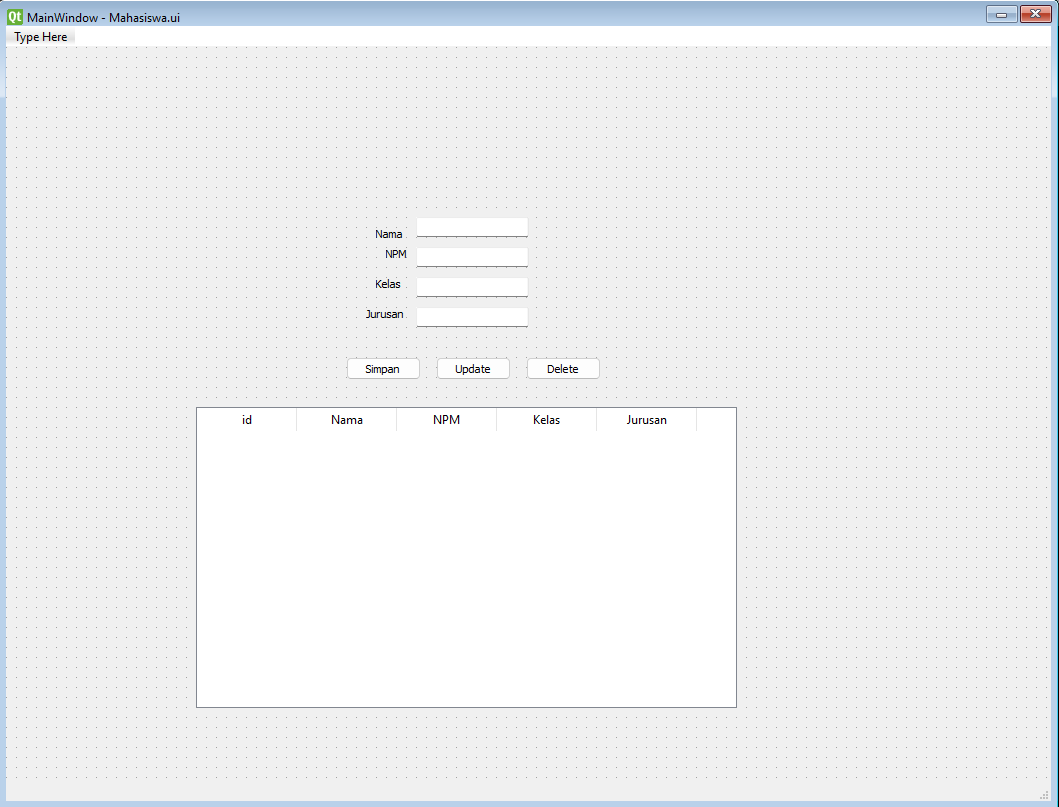 Qt MainWindow - Mahasiswa.ui
Type Here
Nama
NPM
Kelas
Jurusan
Simpan Update Delete
id Nama NPM Kelas Jurusan